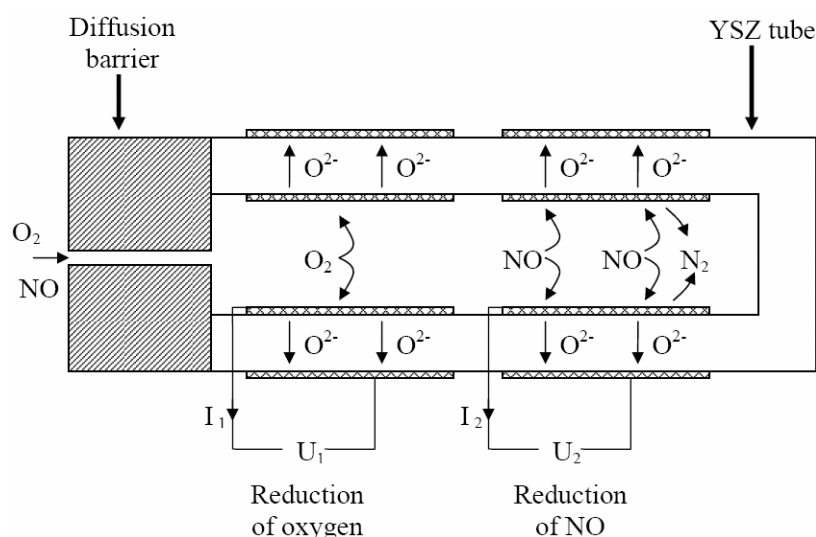 Diffusion
barrier
YSZ tube
O²⁻ O²⁻ O²⁻ O²⁻
O₂
NO
O₂ NO NO N₂
O²⁻ O²⁻ O²⁻ O²⁻
I₁ I₂
U₁ U₂
Reduction
of oxygen
Reduction
of NO